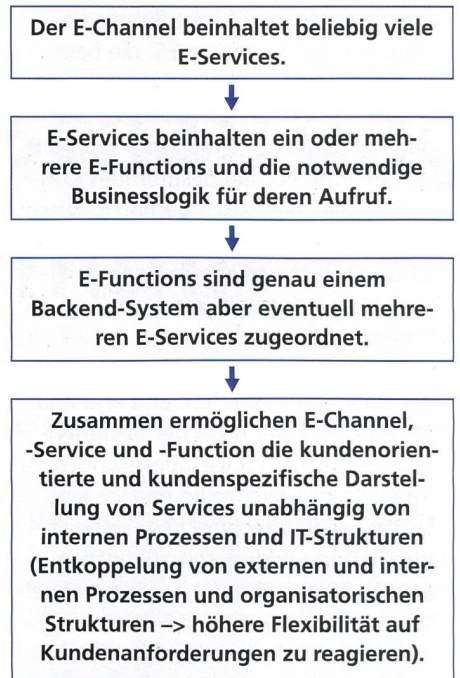 Der E-Channel beinhaltet beliebig viele
E-Services.
E-Services beinhalten ein oder meh-
rere E-Functions und die notwendige
Businesslogik für deren Aufruf.
E-Functions sind genau einem
Backend-System aber eventuell mehre-
ren E-Services zugeordnet.
Zusammen ermöglichen E-Channel,
-Service und -Function die kundenorien-
tierte und kundenspezifische Darstel-
lung von Services unabhängig von
internen Prozessen und IT-Strukturen
(Entkoppelung von externen und inter-
nen Prozessen und organisatorischen
Strukturen –> höhere Flexibilität auf
Kundenanforderungen zu reagieren).